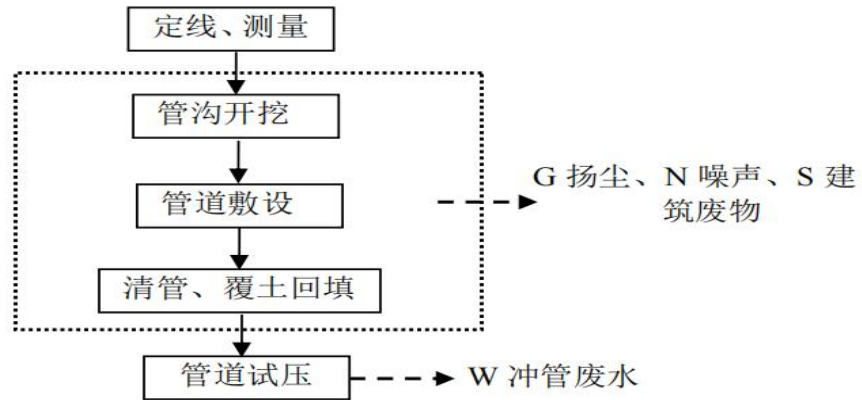 定线、测量
管沟开挖
G 扬尘、N 噪声、S 建
筑废物
管道敷设
清管、覆土回填
管道试压
W 冲管废水